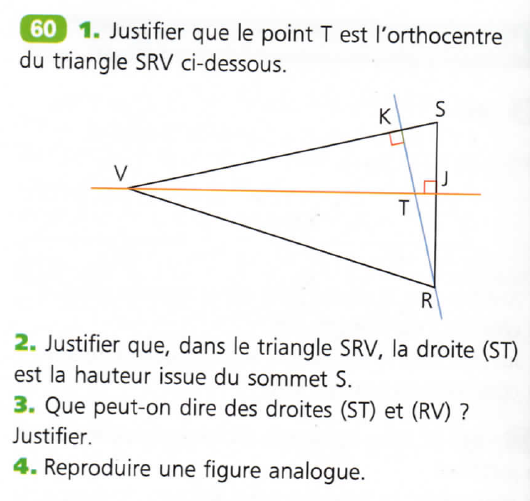 60 1. Justifier que le point T est l'orthocentre
du triangle SRV ci-dessous.
K
S
V
J
T
R
2. Justifier que, dans le triangle SRV, la droite (ST)
est la hauteur issue du sommet S.
3. Que peut-on dire des droites (ST) et (RV) ?
Justifier.
4. Reproduire une figure analogue.